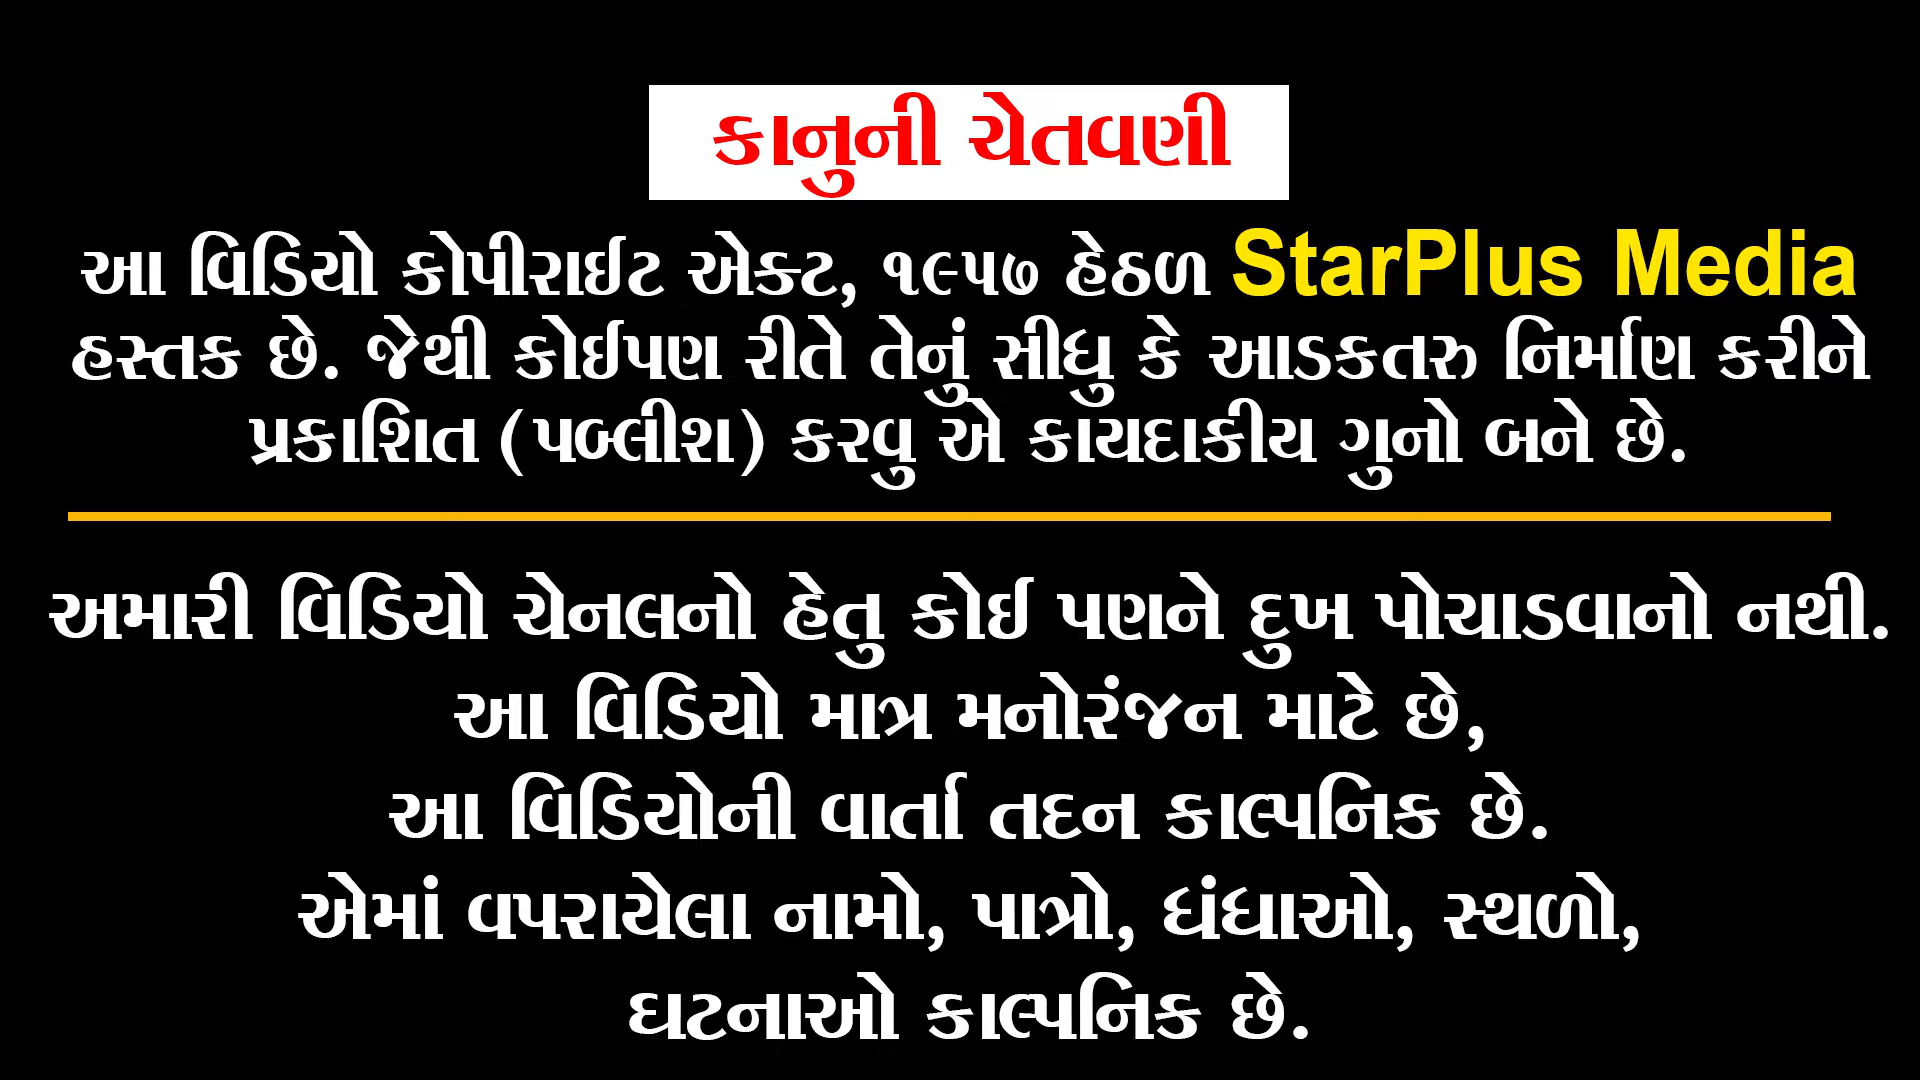 કાનુની ચેતવણી
આ વિડિયો કોપીરાઈટ એક્ટ, ૧૯૫૭ હેઠળ StarPlus Media
હસ્તક છે. જેથી કોઈપણ રીતે તેનું સીધુ કે આડકતરુ નિર્માણ કરીને
પ્રકાશિત (પબ્લીશ) કરવુ એ કાયદાકીય ગુનો બને છે.
અમારી વિડિયો ચેનલનો હેતુ કોઈ પણને દુખ પોચાડવાનો નથી.
આ વિડિયો માત્ર મનોરંજન માટે છે,
આ વિડિયોની વાર્તા તદન કાલ્પનિક છે.
એમાં વપરાયેલા નામો, પાત્રો, ધંધાઓ, સ્થળો,
ઘટનાઓ કાલ્પનિક છે.